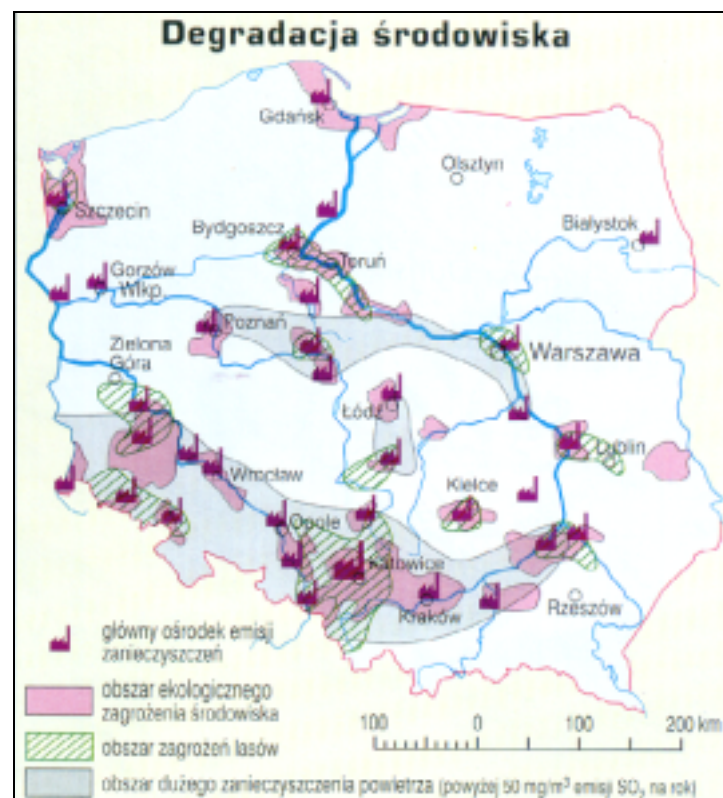 Degradacja środowiska
Gdańsk
Olsztyn
Szczecin
Bydgoszcz
Białystok
Toruń
Gorzów
Wlkp.
Poznań
Warszawa
Zielona
Góra
Łódź
Lublin
Wrocław
Kielce
Opole
Katowice
Kraków
Rzeszów
główny ośrodek emisji
zanieczyszczeń
obszar ekologicznego
zagrożenia środowiska
obszar zagrożeń lasów
100 0 100 200 km
obszar dużego zanieczyszczenia powietrza (powyżej 50 mg/m³ emisji SO₂ na rok)